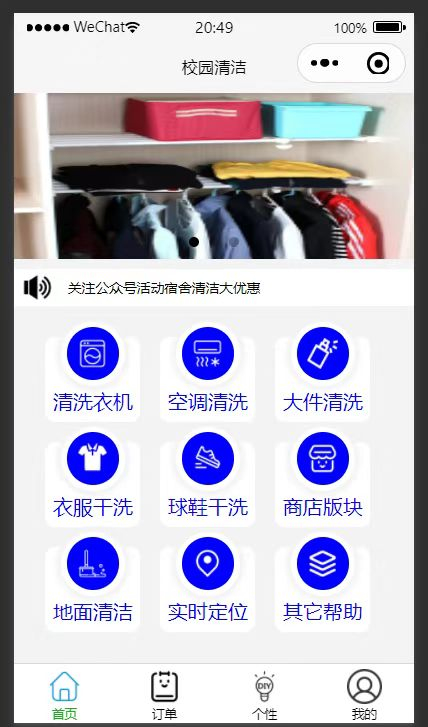 WeChat 20:49 100%
校园清洁
关注公众号活动宿舍清洁大优惠
清洗衣机 空调清洗 大件清洗
衣服干洗 球鞋干洗 商店版块
地面清洁 实时定位 其它帮助
DIY
首页 订单 个性 我的